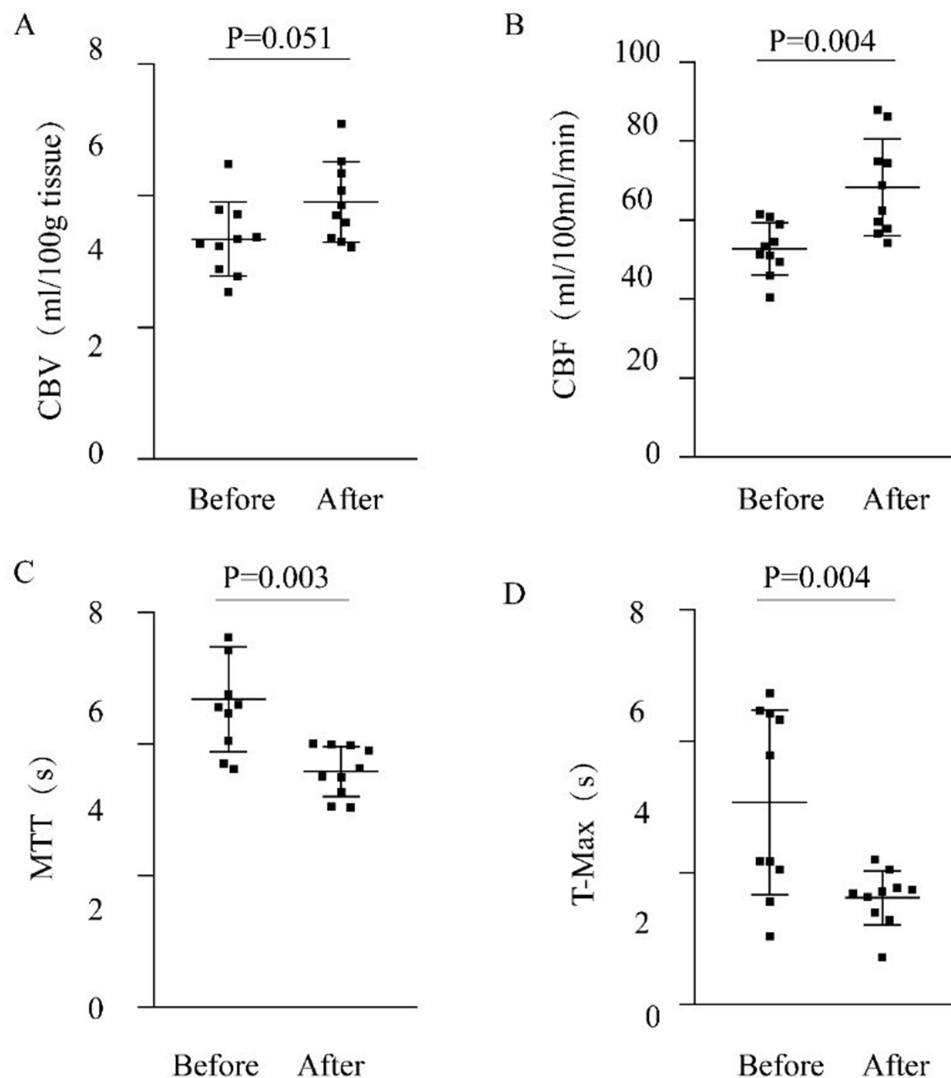 A
P=0.051
8
6
4
2
0
CBV (ml/100g tissue)
Before After
B
P=0.004
100
80
60
40
20
0
CBF (ml/100ml/min)
Before After
C
P=0.003
8
6
4
2
0
MTT (s)
Before After
D
P=0.004
8
6
4
2
0
T-Max (s)
Before After